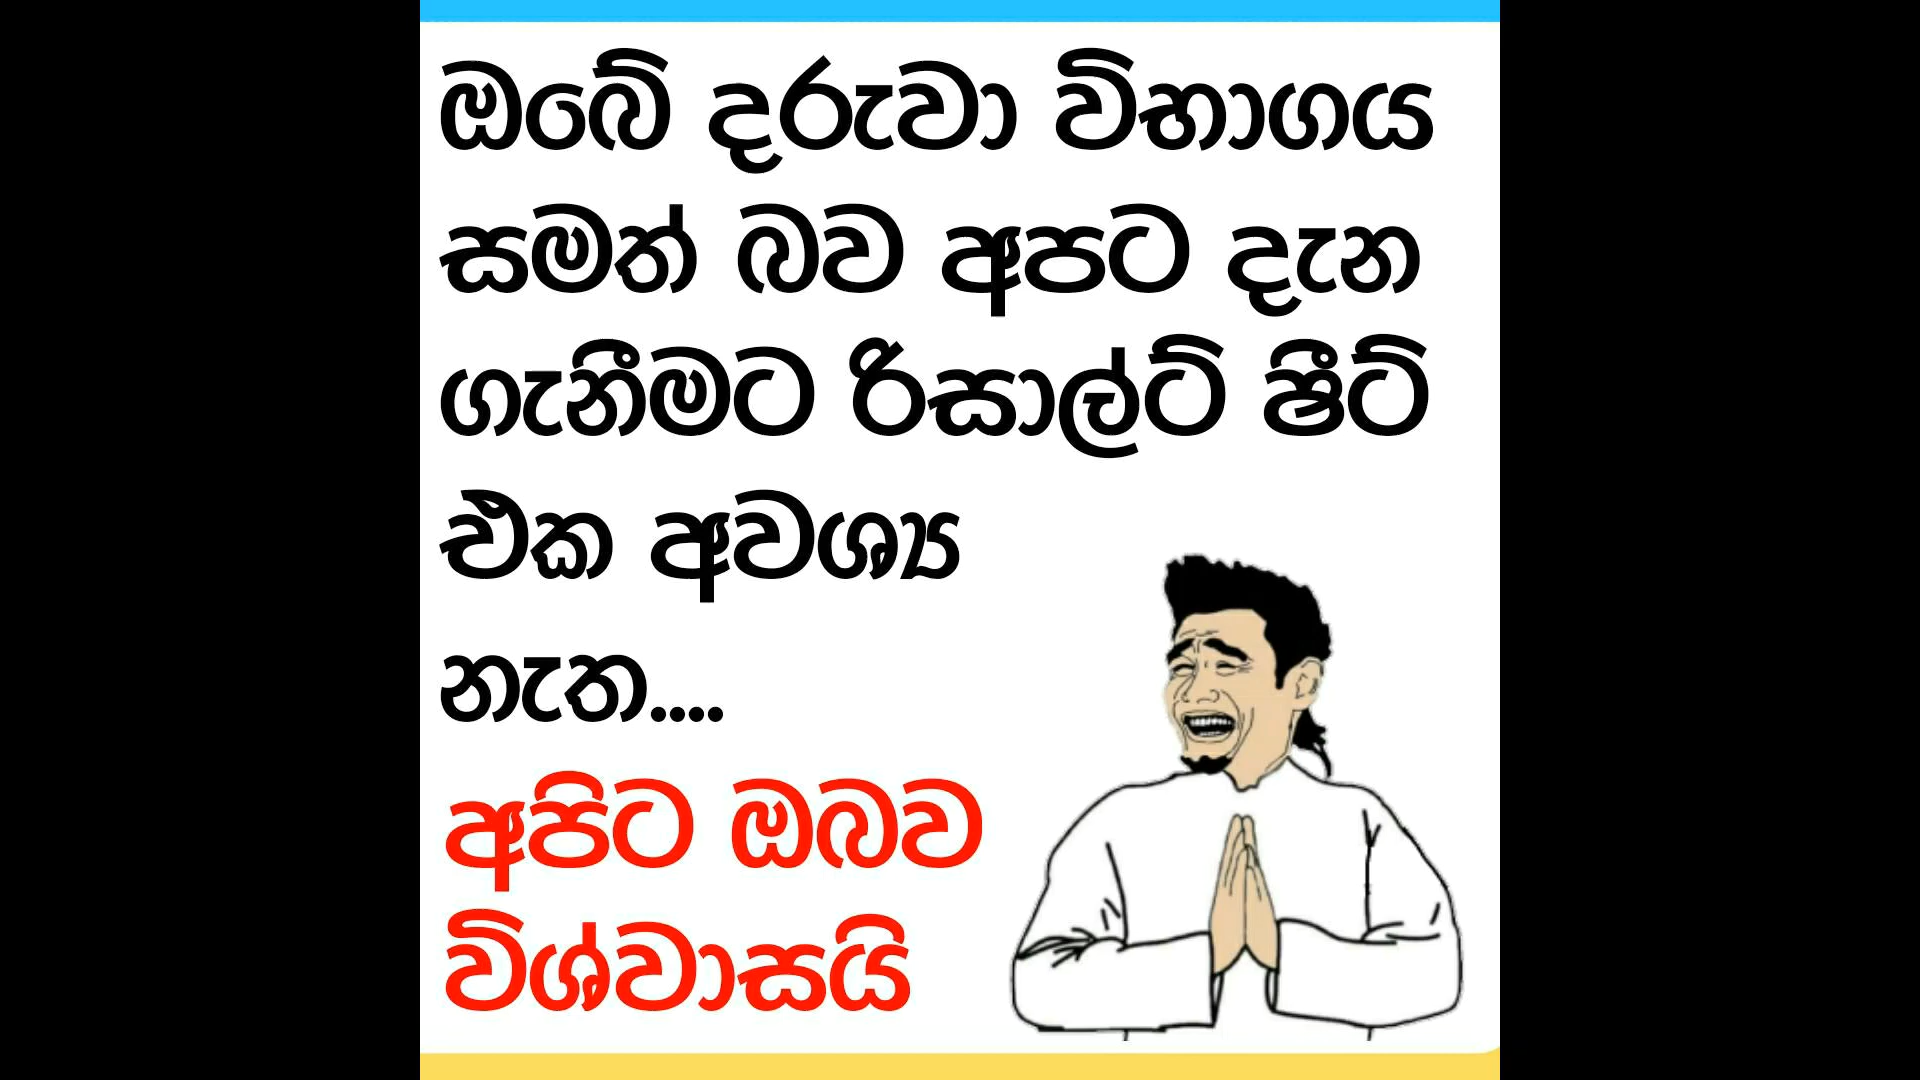 ඔබේ දරුවා විභාගය
සමත් බව අපට දැන
ගැනීමට රිසාල්ට් ෂීට්
එක අවශ්‍ය
නැත....
අපිට ඔබව
විශ්වාසයි